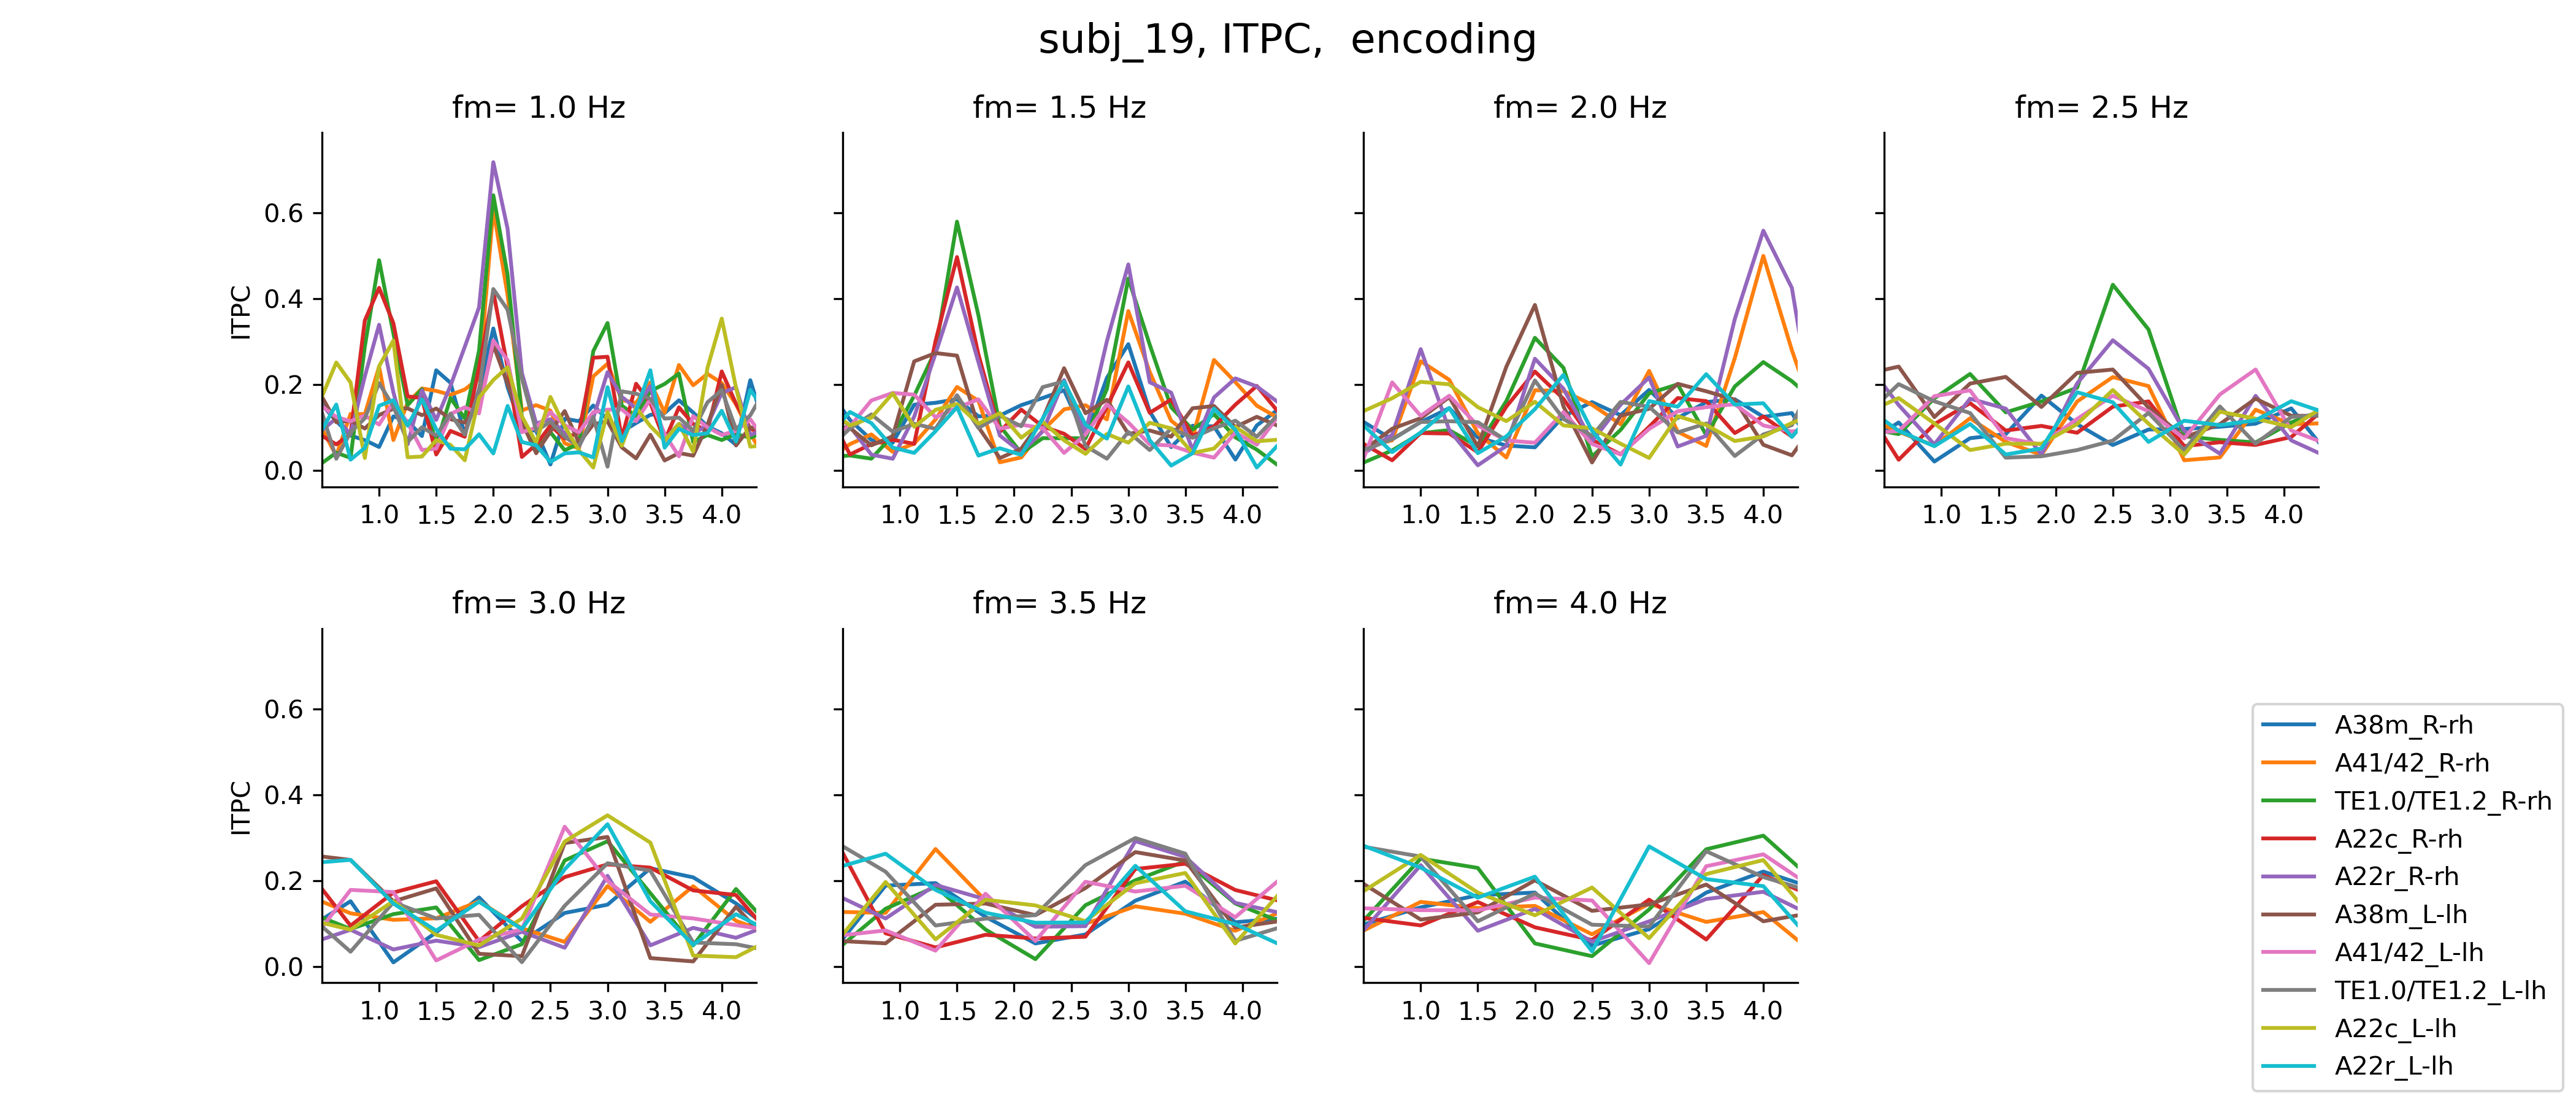 subj_19, ITPC,  encoding
fm= 1.0 Hz
fm= 1.5 Hz
fm= 2.0 Hz
fm= 2.5 Hz
ITPC
0.6
0.4
0.2
0.0
1.0 1.5 2.0 2.5 3.0 3.5 4.0
1.0 1.5 2.0 2.5 3.0 3.5 4.0
1.0 1.5 2.0 2.5 3.0 3.5 4.0
1.0 1.5 2.0 2.5 3.0 3.5 4.0
fm= 3.0 Hz
fm= 3.5 Hz
fm= 4.0 Hz
ITPC
0.6
0.4
0.2
0.0
1.0 1.5 2.0 2.5 3.0 3.5 4.0
1.0 1.5 2.0 2.5 3.0 3.5 4.0
1.0 1.5 2.0 2.5 3.0 3.5 4.0
A38m_R-rh
A41/42_R-rh
TE1.0/TE1.2_R-rh
A22c_R-rh
A22r_R-rh
A38m_L-lh
A41/42_L-lh
TE1.0/TE1.2_L-lh
A22c_L-lh
A22r_L-lh